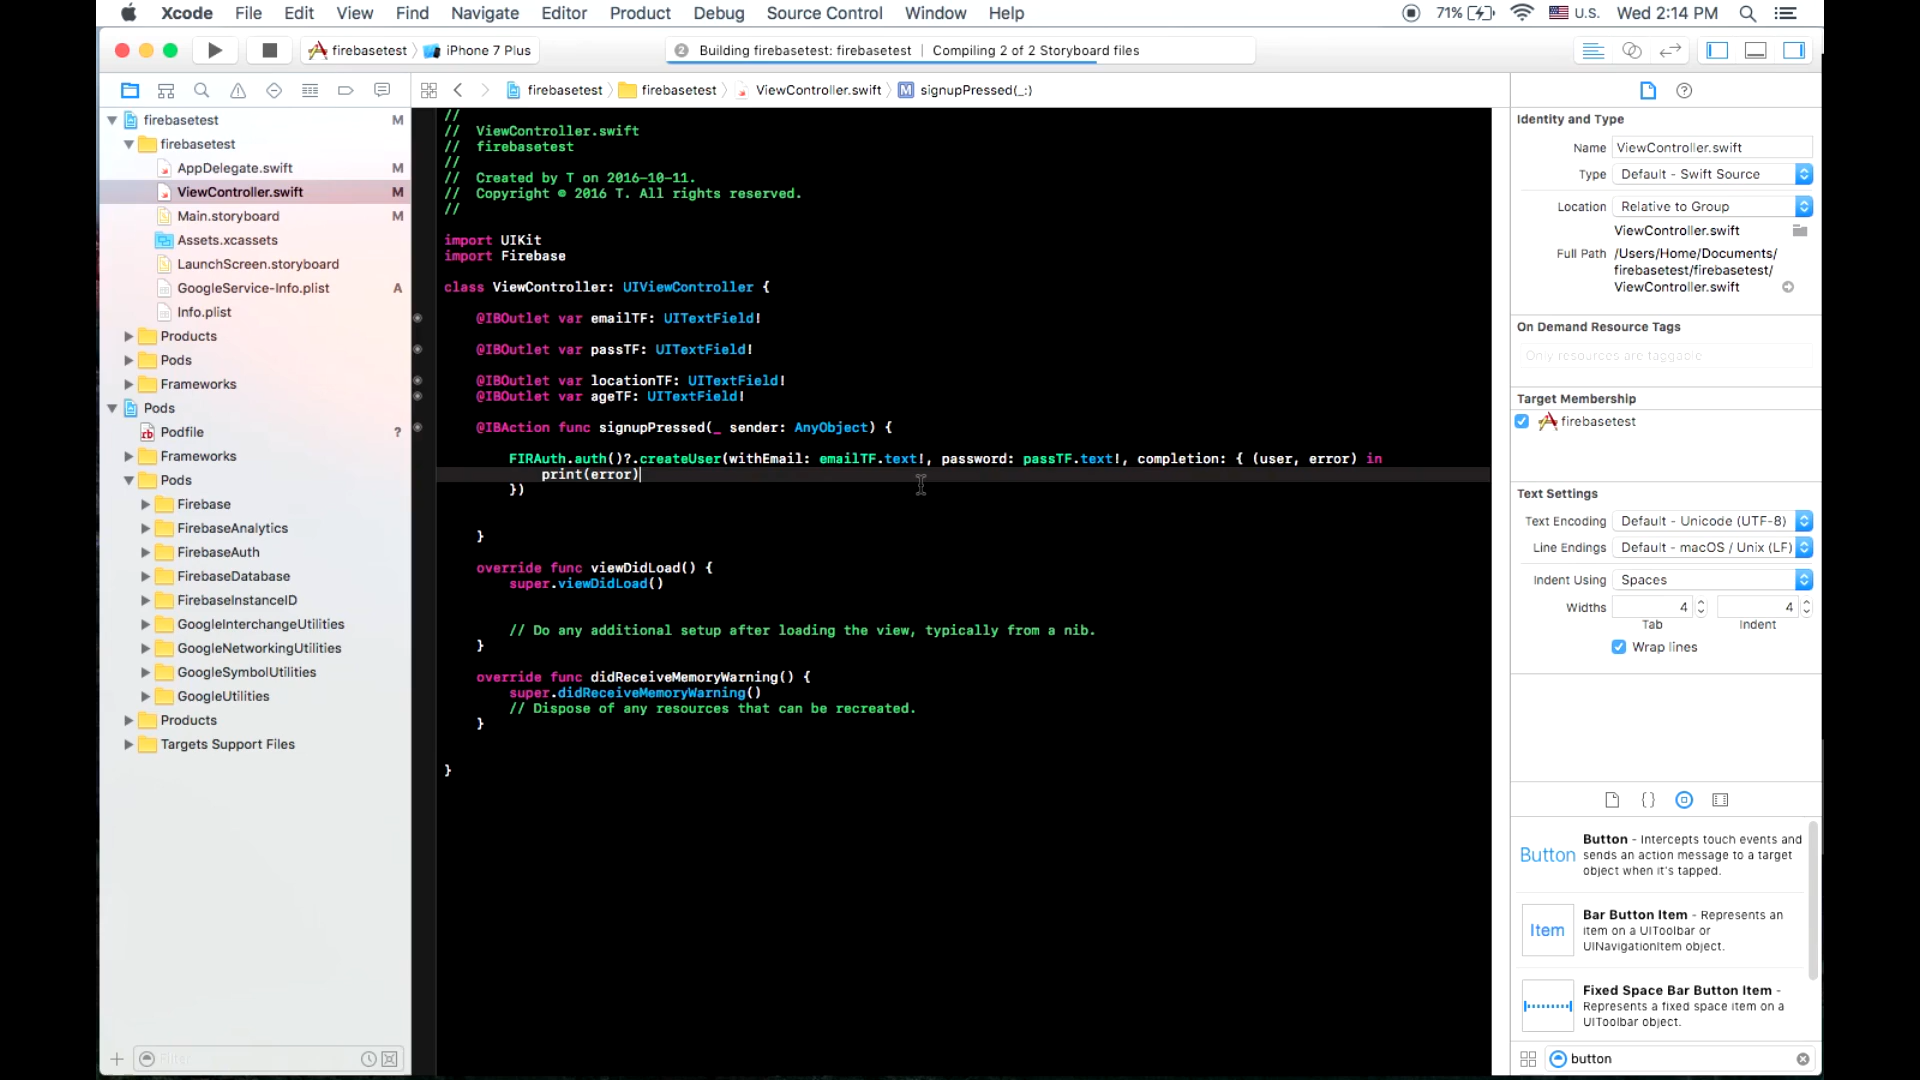 Xcode File Edit View Find Navigate Editor Product Debug Source Control Window Help 71% U.S. Wed 2:14 PM
firebasetest iPhone 7 Plus 2 Building firebasetest: firebasetest | Compiling 2 of 2 Storyboard files
firebasetest firebasetest ViewController.swift M signupPressed(_:)
firebasetest M
firebasetest
AppDelegate.swift M
ViewController.swift M
Main.storyboard M
Assets.xcassets
LaunchScreen.storyboard
GoogleService-Info.plist A
Info.plist
Products
Pods
Frameworks
Pods
rb Podfile ?
Frameworks
Pods
Firebase
FirebaseAnalytics
FirebaseAuth
FirebaseDatabase
FirebaseInstanceID
GoogleInterchangeUtilities
GoogleNetworkingUtilities
GoogleSymbolUtilities
GoogleUtilities
Products
Targets Support Files
Filter
//
// ViewController.swift
// firebasetest
//
// Created by T on 2016-10-11.
// Copyright © 2016 T. All rights reserved.
//
import UIKit
import Firebase
class ViewController: UIViewController {
@IBOutlet var emailTF: UITextField!
@IBOutlet var passTF: UITextField!
@IBOutlet var locationTF: UITextField!
@IBOutlet var ageTF: UITextField!
@IBAction func signupPressed(_ sender: AnyObject) {
FIRAuth.auth()?.createUser(withEmail: emailTF.text!, password: passTF.text!, completion: { (user, error) in
print(error)
})
}
override func viewDidLoad() {
super.viewDidLoad()
// Do any additional setup after loading the view, typically from a nib.
}
override func didReceiveMemoryWarning() {
super.didReceiveMemoryWarning()
// Dispose of any resources that can be recreated.
}
}
Identity and Type
Name ViewController.swift
Type Default - Swift Source
Location Relative to Group
ViewController.swift
Full Path /Users/Home/Documents/
firebasetest/firebasetest/
ViewController.swift
On Demand Resource Tags
Only resources are taggable
Target Membership
firebasetest
Text Settings
Text Encoding Default - Unicode (UTF-8)
Line Endings Default - macOS / Unix (LF)
Indent Using Spaces
Widths 4 4
Tab Indent
Wrap lines
{ }
Button Button - Intercepts touch events and
sends an action message to a target
object when it's tapped.
Item Bar Button Item - Represents an
item on a UIToolbar or
UINavigationItem object.
Fixed Space Bar Button Item -
Represents a fixed space item on a
UIToolbar object.
button